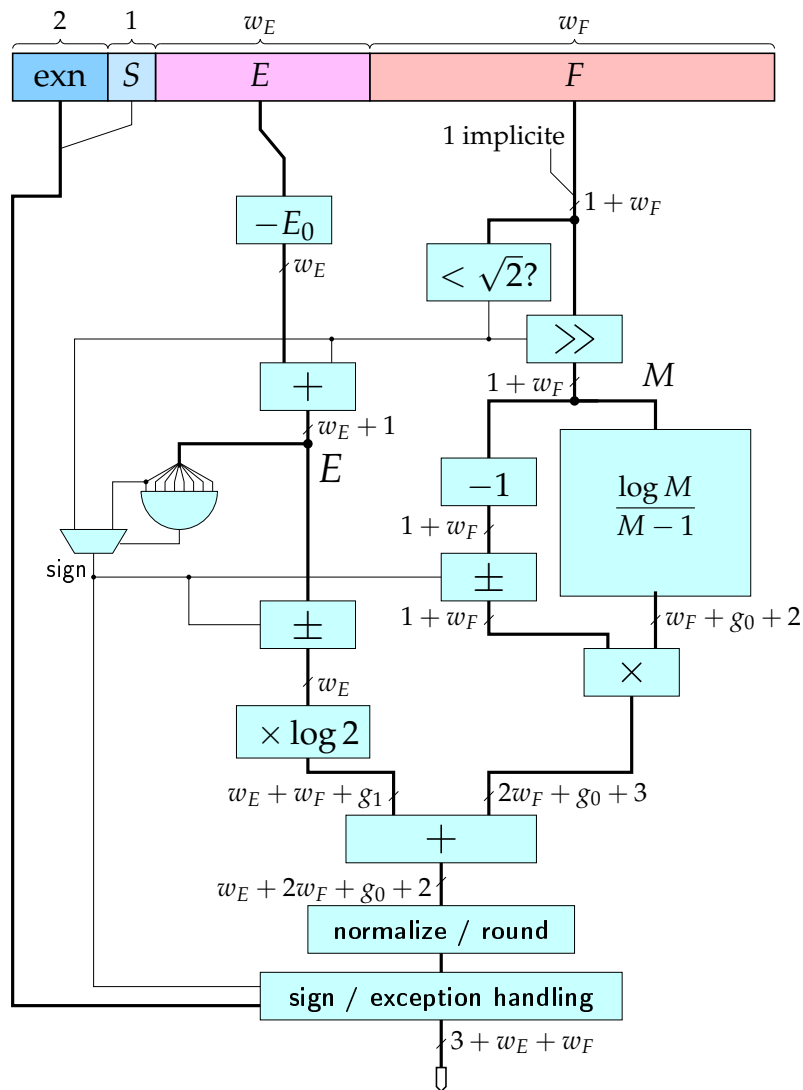 2 1 w_E w_F
exn S E F
1 implicite
1 + w_F
−E_0
w_E
< √2?
>>
1 + w_F
M
+
w_E + 1
E
−1
log M
M − 1
1 + w_F
sign
±
±
1 + w_F
w_F + g_0 + 2
×
w_E
× log 2
w_E + w_F + g_1
2w_F + g_0 + 3
+
w_E + 2w_F + g_0 + 2
normalize / round
sign / exception handling
3 + w_E + w_F